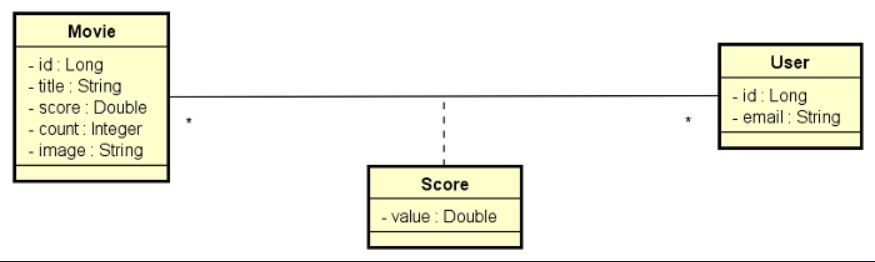 Movie
- id : Long
- title : String
- score : Double
- count : Integer
- image : String
*
*
User
- id : Long
- email : String
Score
- value : Double